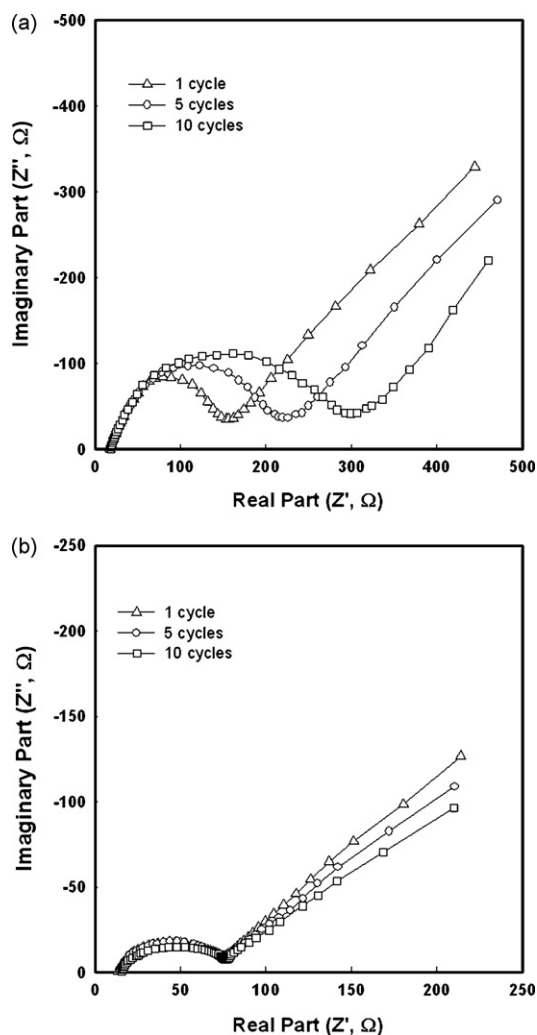 (a)
-500
-400
-300
-200
-100
0
1 cycle
5 cycles
10 cycles
Imaginary Part (Z", Ω)
0 100 200 300 400 500
Real Part (Z', Ω)
(b)
-250
-200
-150
-100
-50
0
1 cycle
5 cycles
10 cycles
Imaginary Part (Z", Ω)
0 50 100 150 200 250
Real Part (Z', Ω)